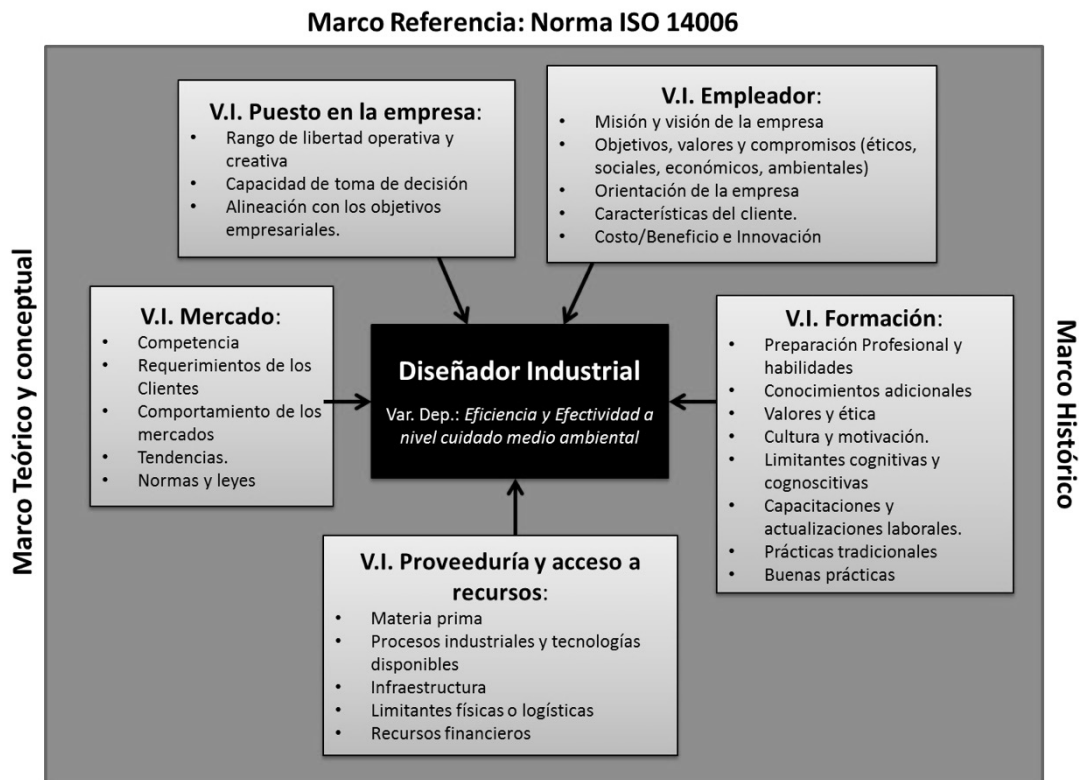 Marco Referencia: Norma ISO 14006
V.I. Puesto en la empresa:
• Rango de libertad operativa y
creativa
• Capacidad de toma de decisión
• Alineación con los objetivos
empresariales.
V.I. Empleador:
• Misión y visión de la empresa
• Objetivos, valores y compromisos (éticos,
sociales, económicos, ambientales)
• Orientación de la empresa
• Características del cliente.
• Costo/Beneficio e Innovación
Marco Teórico y conceptual
V.I. Mercado:
• Competencia
• Requerimientos de los
Clientes
• Comportamiento de los
mercados
• Tendencias.
• Normas y leyes
Diseñador Industrial
Var. Dep.: Eficiencia y Efectividad a
nivel cuidado medio ambiental
V.I. Formación:
• Preparación Profesional y
habilidades
• Conocimientos adicionales
• Valores y ética
• Cultura y motivación.
• Limitantes cognitivas y
cognoscitivas
• Capacitaciones y
actualizaciones laborales.
• Prácticas tradicionales
• Buenas prácticas
Marco Histórico
V.I. Proveeduría y acceso a
recursos:
• Materia prima
• Procesos industriales y tecnologías
disponibles
• Infraestructura
• Limitantes físicas o logísticas
• Recursos financieros